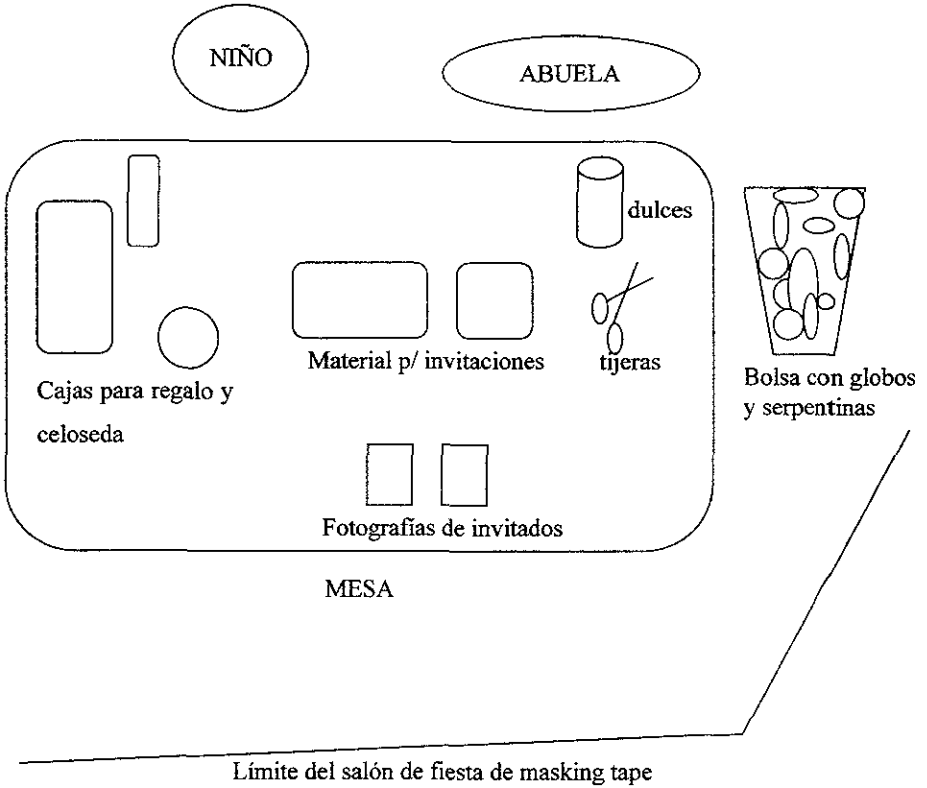 NIÑO
ABUELA
dulces
Material p/ invitaciones
tijeras
Cajas para regalo y
celoseda
Bolsa con globos
y serpentinas
Fotografías de invitados
MESA
Límite del salón de fiesta de masking tape